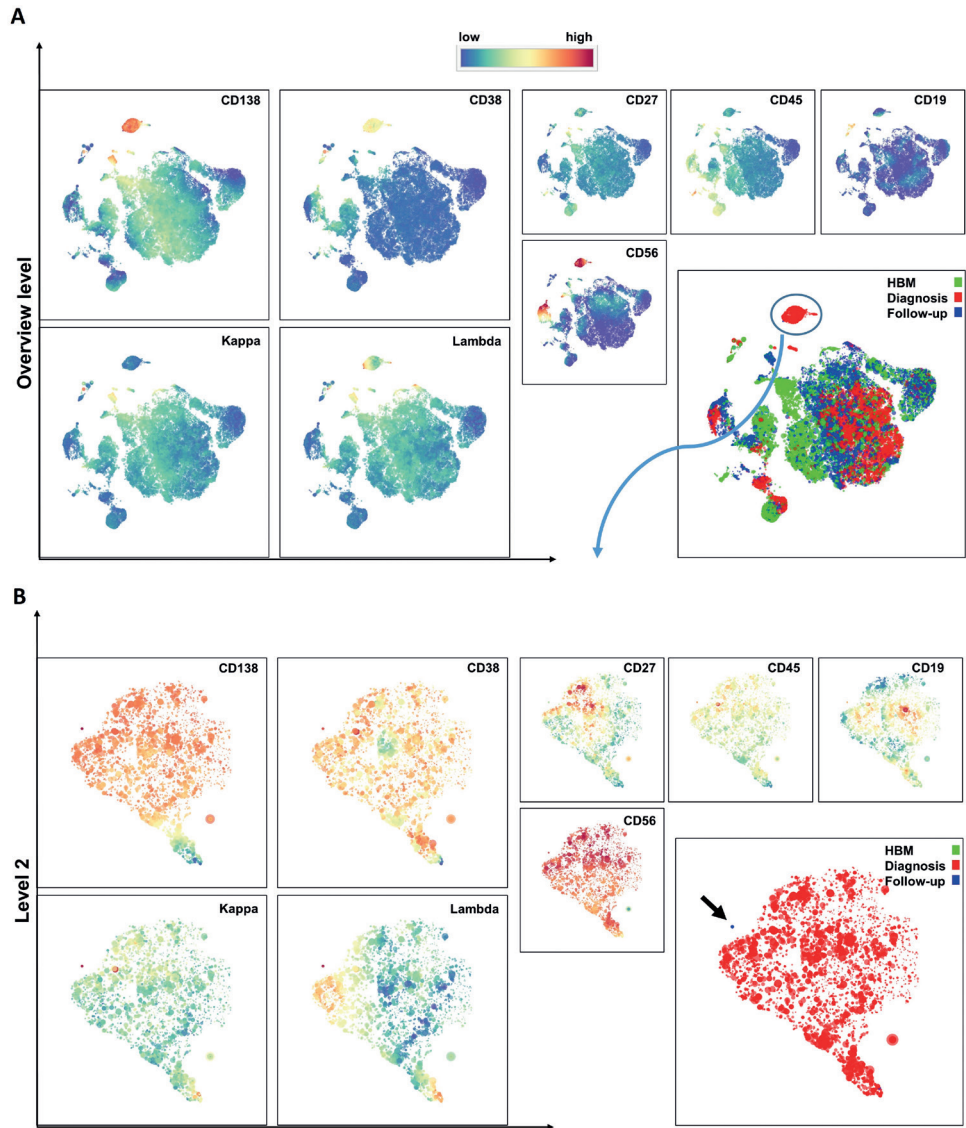 A
low high
CD138
CD38
CD27
CD45
CD19
CD56
HBM
Diagnosis
Follow-up
Kappa
Lambda
Overview level
B
CD138
CD38
CD27
CD45
CD19
CD56
HBM
Diagnosis
Follow-up
Kappa
Lambda
Level 2